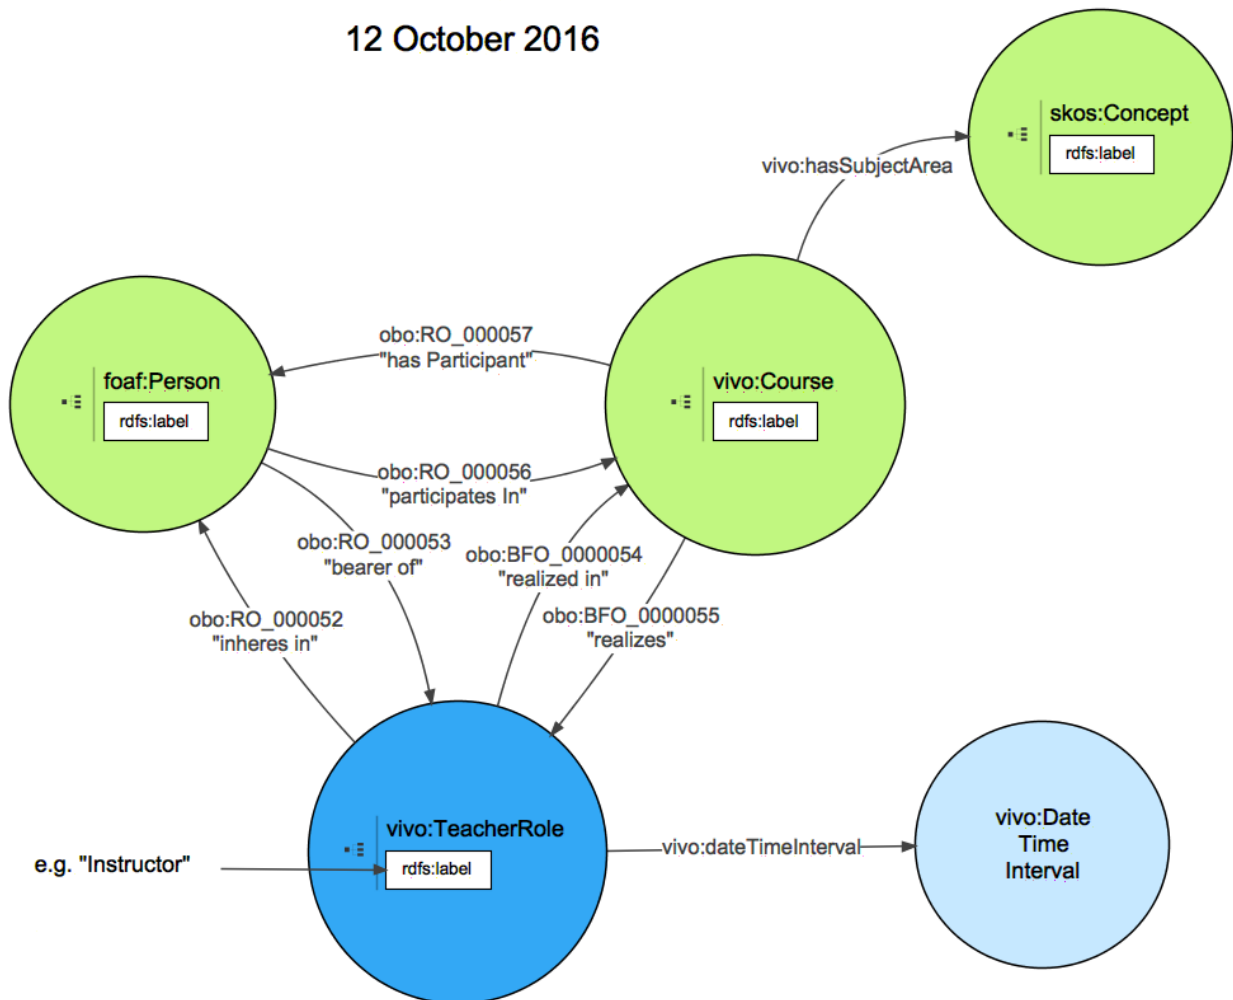 12 October 2016
skos:Concept
rdfs:label
vivo:hasSubjectArea
obo:RO_000057
"has Participant"
foaf:Person
rdfs:label
vivo:Course
rdfs:label
obo:RO_000056
"participates In"
obo:RO_000053
"bearer of"
obo:BFO_0000054
"realized in"
obo:RO_000052
"inheres in"
obo:BFO_0000055
"realizes"
vivo:TeacherRole
rdfs:label
e.g. "Instructor"
vivo:dateTimeInterval
vivo:Date
Time
Interval